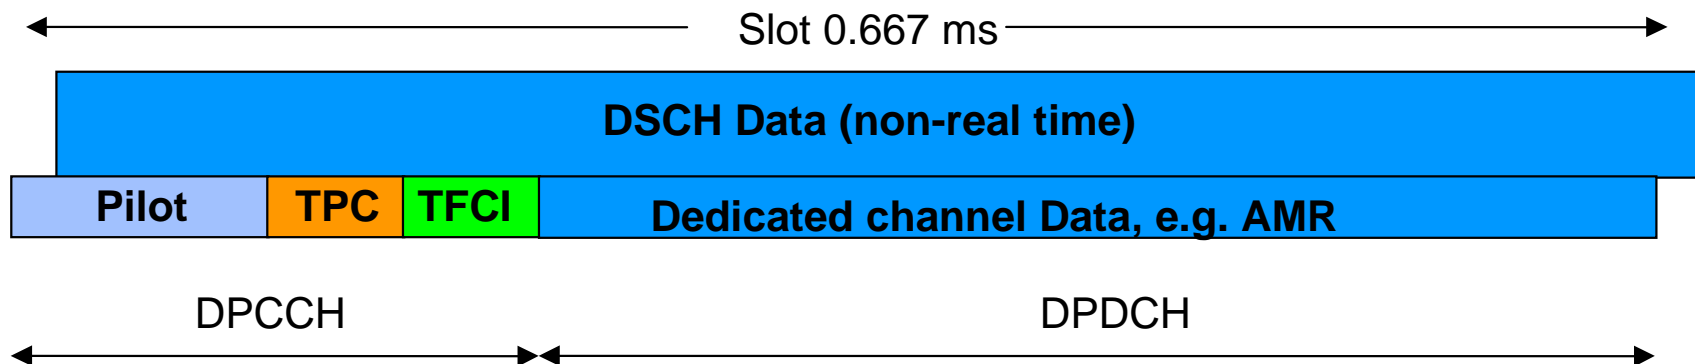 Slot 0.667 ms
DSCH Data (non-real time)
Pilot TPC TFCI Dedicated channel Data, e.g. AMR
DPCCH DPDCH